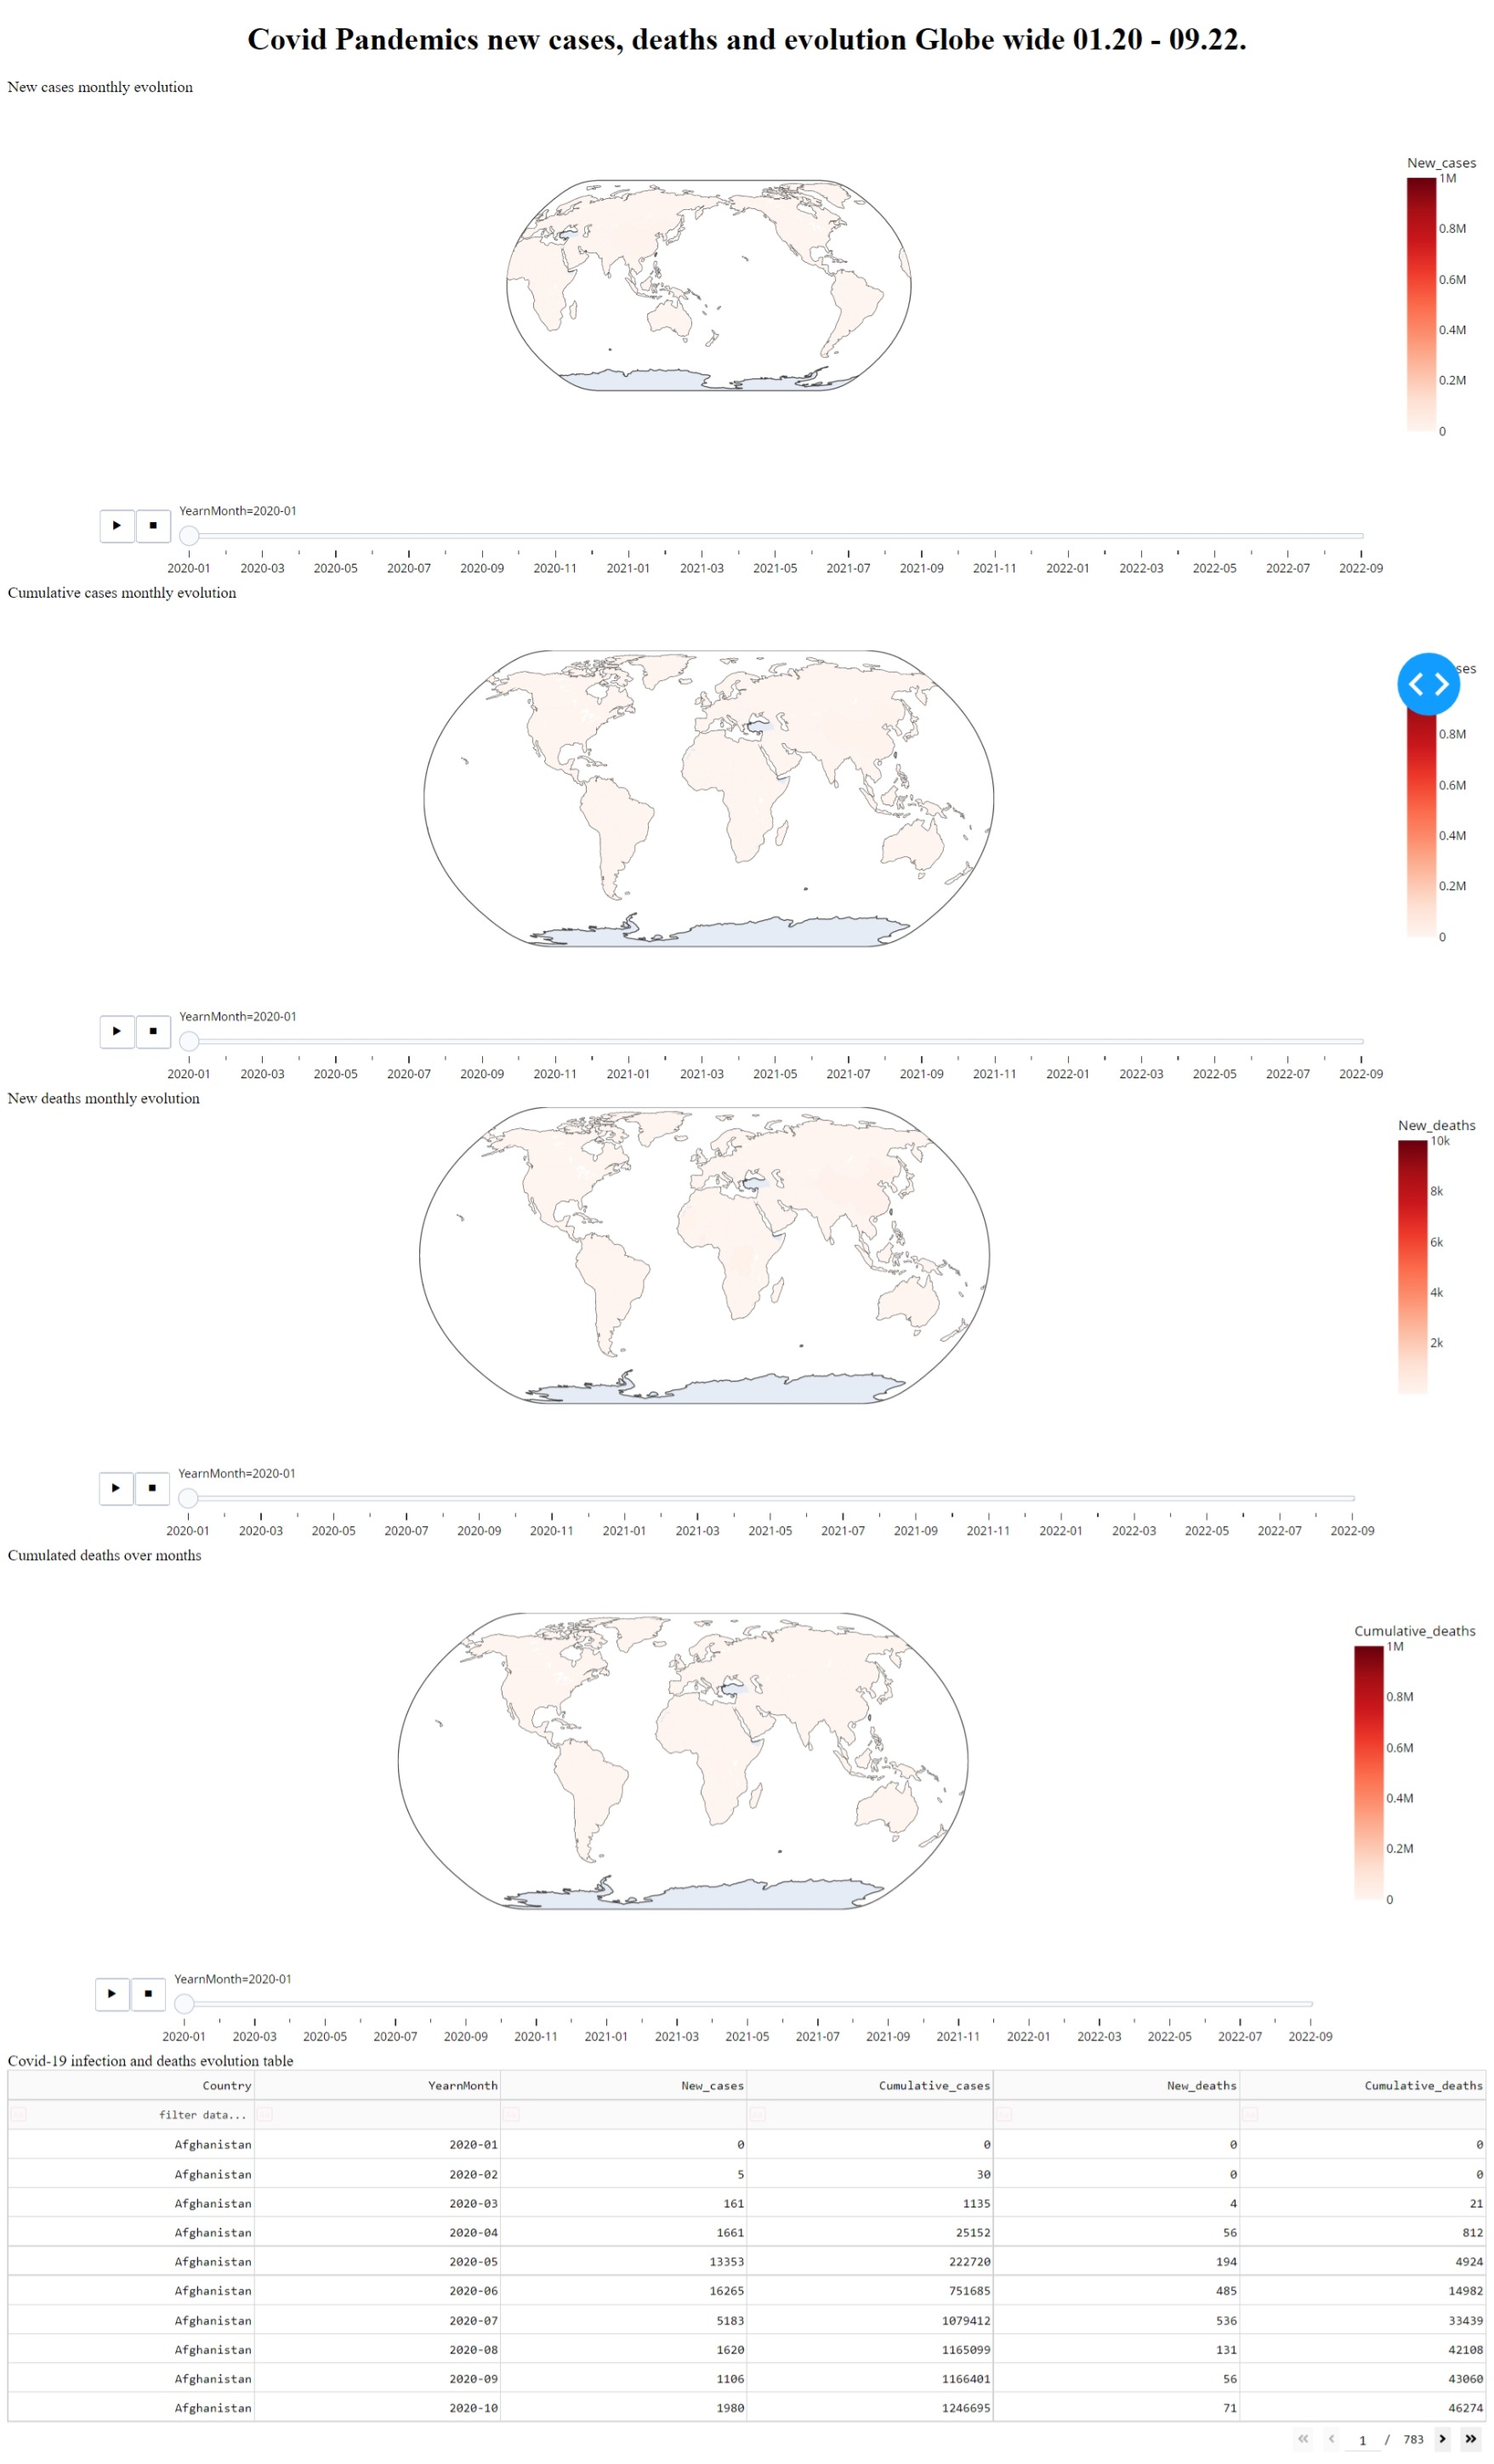 Covid Pandemics new cases, deaths and evolution Globe wide 01.20 - 09.22.
New cases monthly evolution
New_cases
1M
0.8M
0.6M
0.4M
0.2M
0
YearnMonth=2020-01
2020-01 2020-03 2020-05 2020-07 2020-09 2020-11 2021-01 2021-03 2021-05 2021-07 2021-09 2021-11 2022-01 2022-03 2022-05 2022-07 2022-09
Cumulative cases monthly evolution
ses
0.8M
0.6M
0.4M
0.2M
0
YearnMonth=2020-01
2020-01 2020-03 2020-05 2020-07 2020-09 2020-11 2021-01 2021-03 2021-05 2021-07 2021-09 2021-11 2022-01 2022-03 2022-05 2022-07 2022-09
New deaths monthly evolution
New_deaths
10k
8k
6k
4k
2k
YearnMonth=2020-01
2020-01 2020-03 2020-05 2020-07 2020-09 2020-11 2021-01 2021-03 2021-05 2021-07 2021-09 2021-11 2022-01 2022-03 2022-05 2022-07 2022-09
Cumulated deaths over months
Cumulative_deaths
1M
0.8M
0.6M
0.4M
0.2M
0
YearnMonth=2020-01
2020-01 2020-03 2020-05 2020-07 2020-09 2020-11 2021-01 2021-03 2021-05 2021-07 2021-09 2021-11 2022-01 2022-03 2022-05 2022-07 2022-09
Covid-19 infection and deaths evolution table
Country YearnMonth New_cases Cumulative_cases New_deaths Cumulative_deaths
filter data...
Afghanistan 2020-01 0 0 0 0
Afghanistan 2020-02 5 30 0 0
Afghanistan 2020-03 161 1135 4 21
Afghanistan 2020-04 1661 25152 56 812
Afghanistan 2020-05 13353 222720 194 4924
Afghanistan 2020-06 16265 751685 485 14982
Afghanistan 2020-07 5183 1079412 536 33439
Afghanistan 2020-08 1620 1165099 131 42108
Afghanistan 2020-09 1106 1166401 56 43060
Afghanistan 2020-10 1980 1246695 71 46274
1 / 783